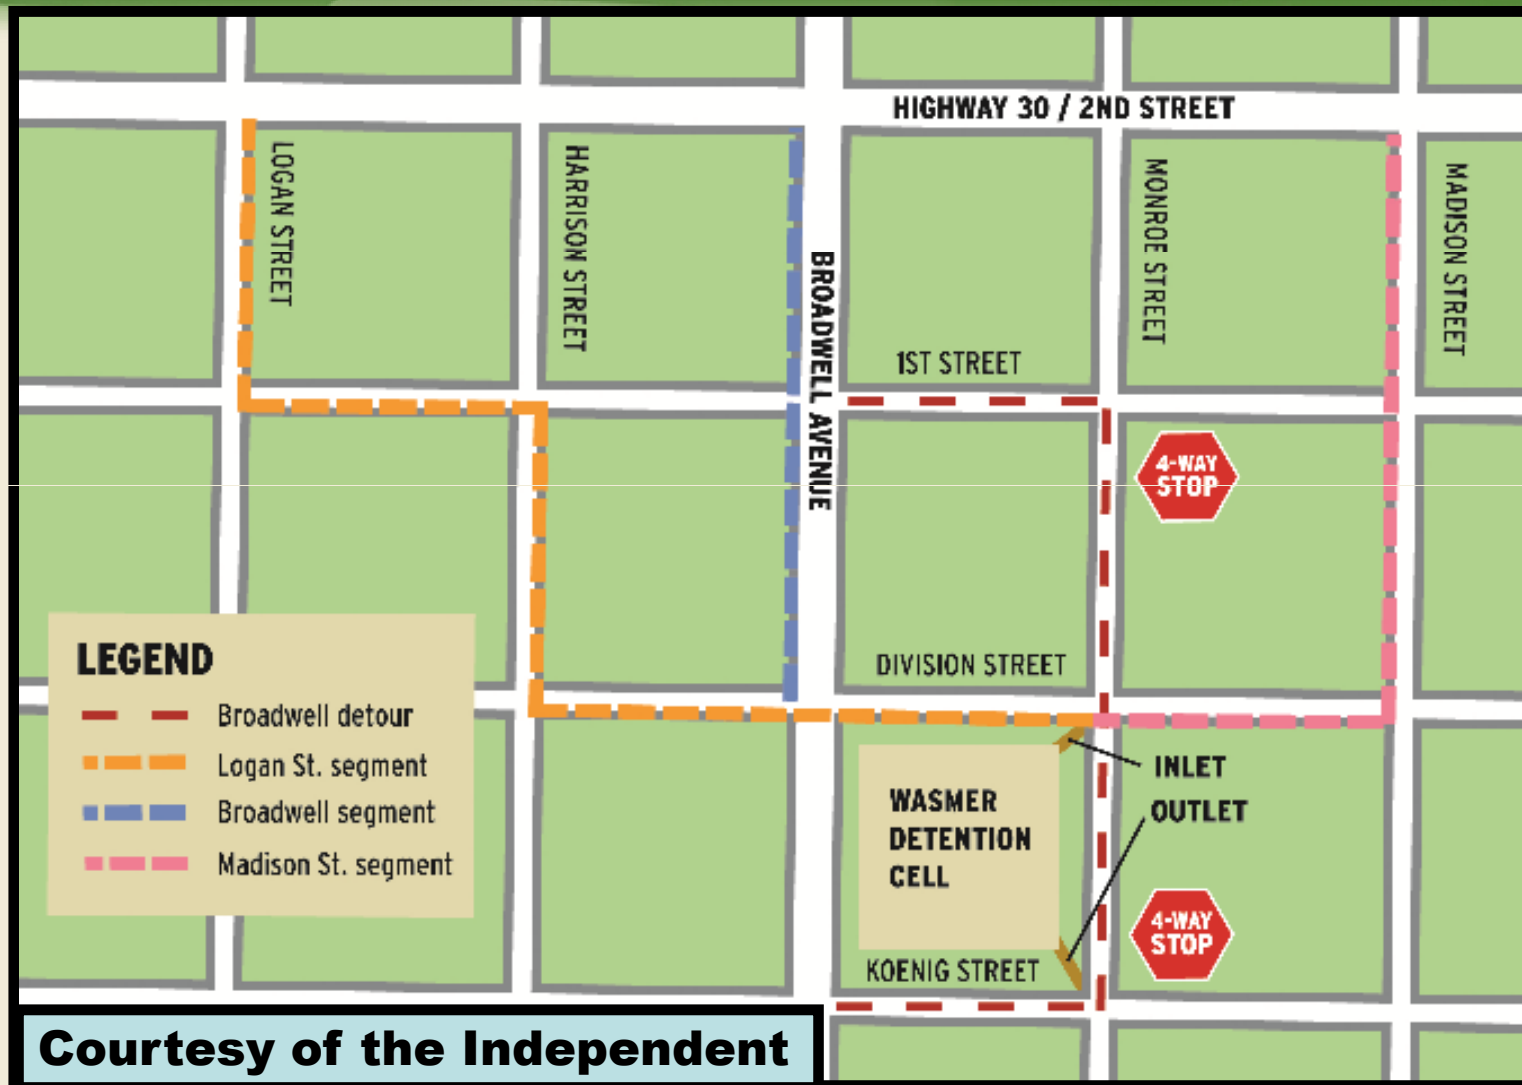 HIGHWAY 30 / 2ND STREET
LOGAN STREET
HARRISON STREET
BROADWELL AVENUE
MONROE STREET
MADISON STREET
1ST STREET
4-WAY
STOP
DIVISION STREET
LEGEND
Broadwell detour
Logan St. segment
Broadwell segment
Madison St. segment
INLET
OUTLET
WASMER
DETENTION
CELL
4-WAY
STOP
KOENIG STREET
Courtesy of the Independent